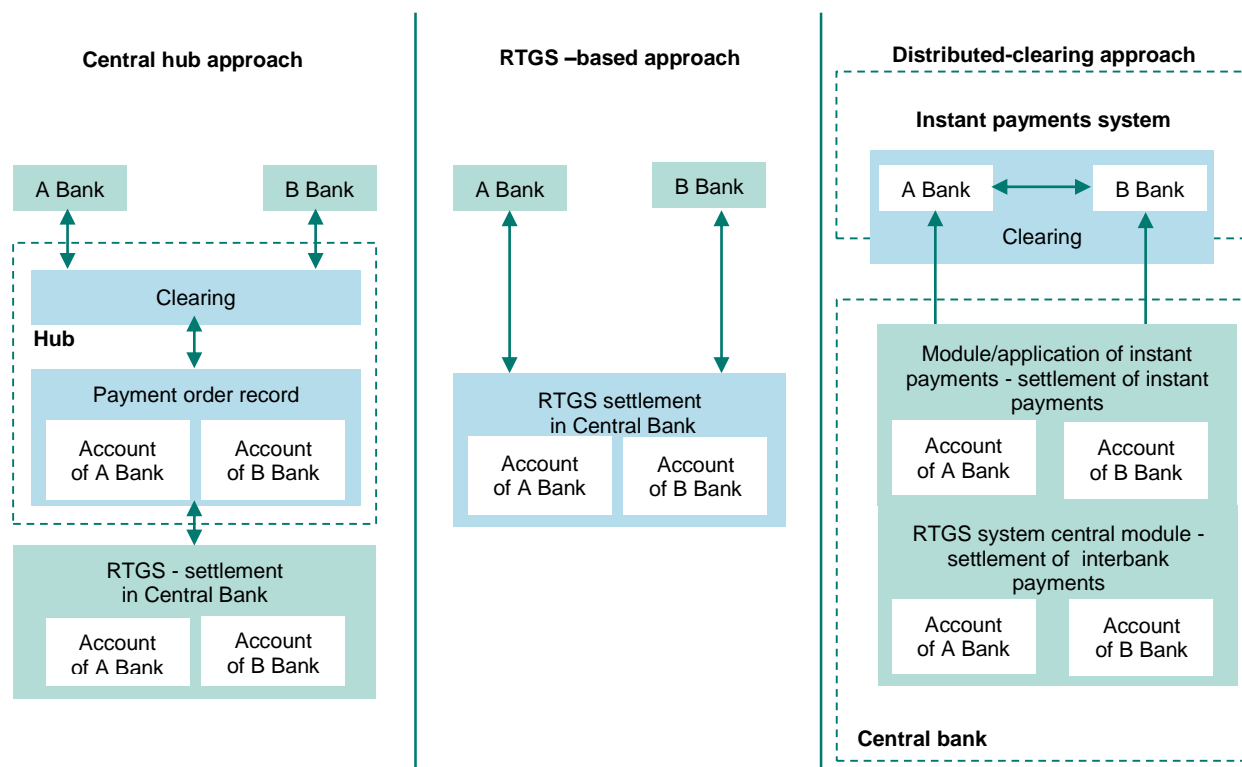 Central hub approach
A Bank
B Bank
Clearing
Hub
Payment order record
Account
of A Bank
Account
of B Bank
RTGS - settlement
in Central Bank
Account
of A Bank
Account
of B Bank
RTGS –based approach
A Bank
B Bank
RTGS settlement
in Central Bank
Account
of A Bank
Account
of B Bank
Distributed-clearing approach
Instant payments system
A Bank
B Bank
Clearing
Module/application of instant
payments - settlement of instant
payments
Account
of A Bank
Account
of B Bank
RTGS system central module -
settlement of interbank
payments
Account
of A Bank
Account
of B Bank
Central bank